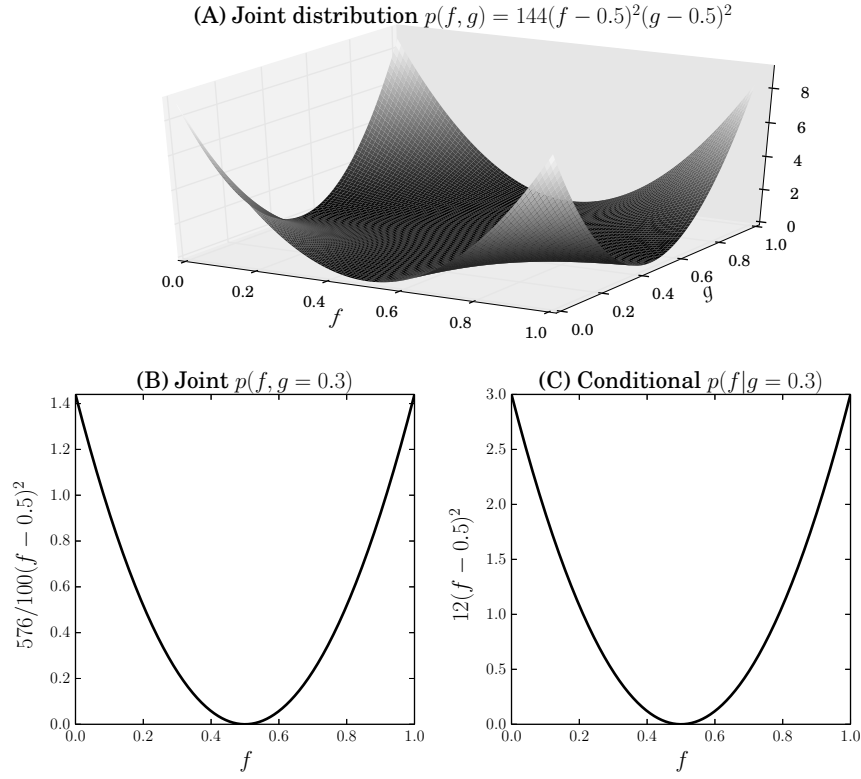 (A) Joint distribution p(f, g) = 144(f − 0.5)²(g − 0.5)²
8
6
4
2
0
0.0 0.2 0.4 0.6 0.8 1.0
f
0.0 0.2 0.4 0.6 0.8 1.0
g
(B) Joint p(f, g = 0.3)
576/100(f − 0.5)²
1.4
1.2
1.0
0.8
0.6
0.4
0.2
0.0
0.0 0.2 0.4 0.6 0.8 1.0
f
(C) Conditional p(f|g = 0.3)
12(f − 0.5)²
3.0
2.5
2.0
1.5
1.0
0.5
0.0
0.0 0.2 0.4 0.6 0.8 1.0
f